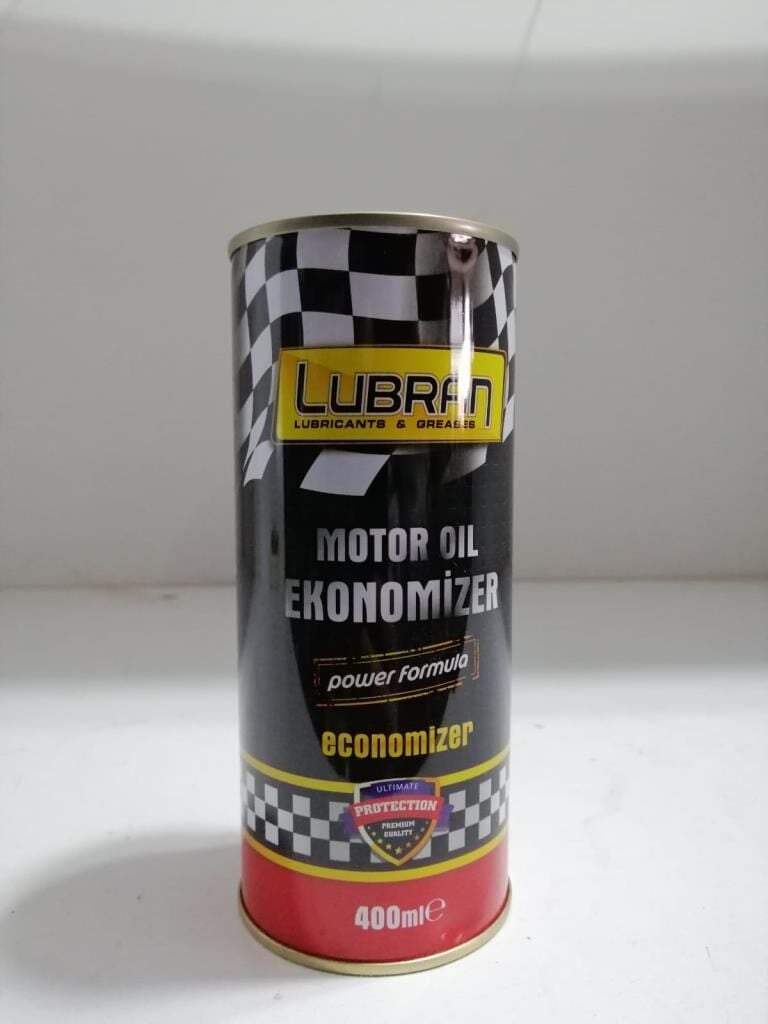 LUBRAN
LUBRICANTS & GREASES
MOTOR OIL
EKONOMİZER
power formula
economizer
ULTIMATE
PROTECTION
PREMIUM
QUALITY
400ml℮